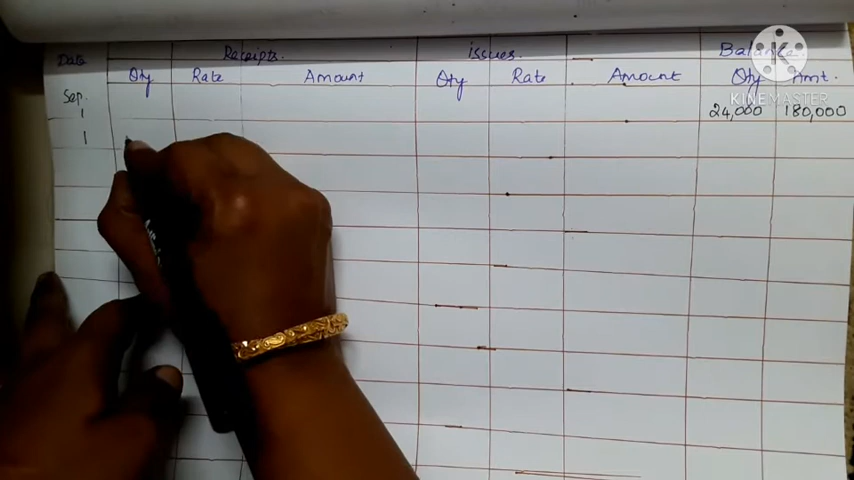 Date Receipts. Issues. Balance.
Qty Rate Amount Qty Rate Amount Qty Amt.
Sep.
1 24,000 180,000
1
KINEMASTER